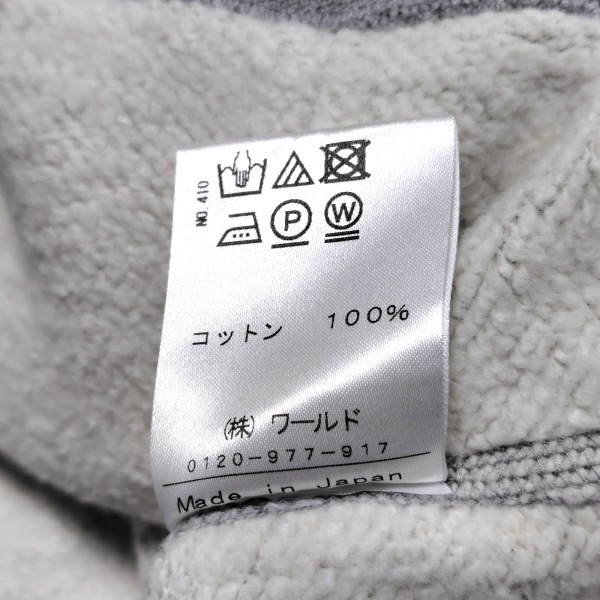 NO.410
P W
コットン 100%
(株) ワールド
0120-977-917
Made in Japan